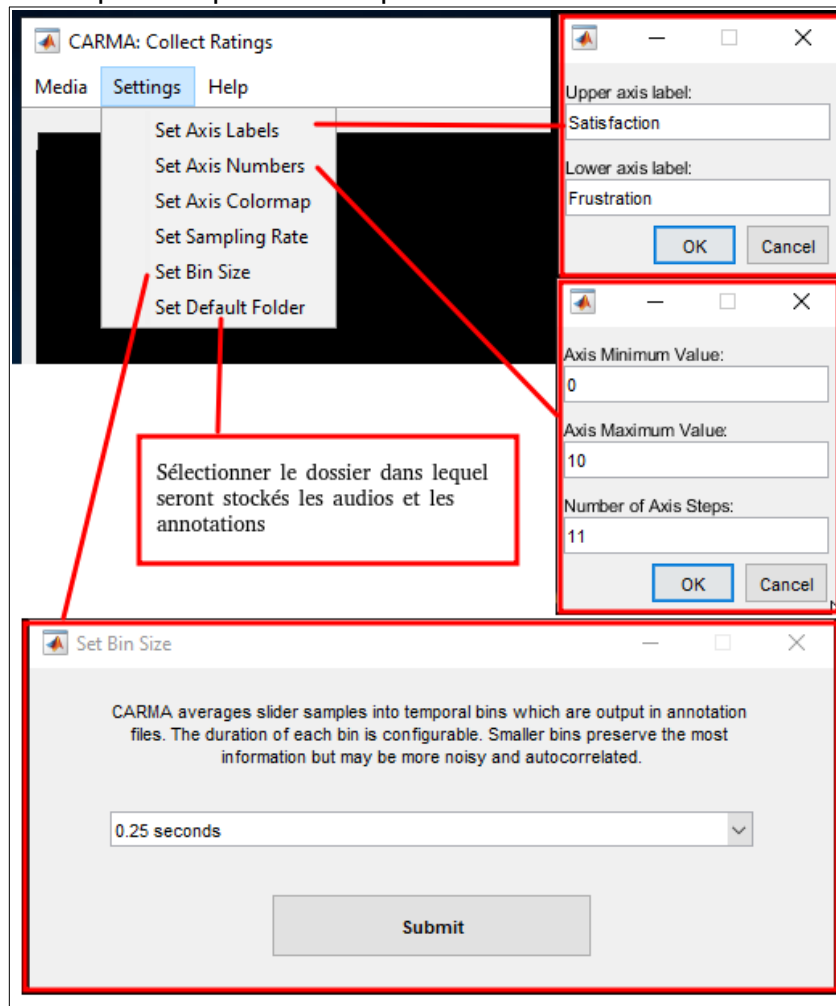 CARMA: Collect Ratings
Media Settings Help
Set Axis Labels
Set Axis Numbers
Set Axis Colormap
Set Sampling Rate
Set Bin Size
Set Default Folder
Upper axis label:
Satisfaction
Lower axis label:
Frustration
OK Cancel
Axis Minimum Value:
0
Axis Maximum Value:
10
Number of Axis Steps:
11
OK Cancel
Sélectionner le dossier dans lequel
seront stockés les audios et les
annotations
Set Bin Size
CARMA averages slider samples into temporal bins which are output in annotation
files. The duration of each bin is configurable. Smaller bins preserve the most
information but may be more noisy and autocorrelated.
0.25 seconds
Submit